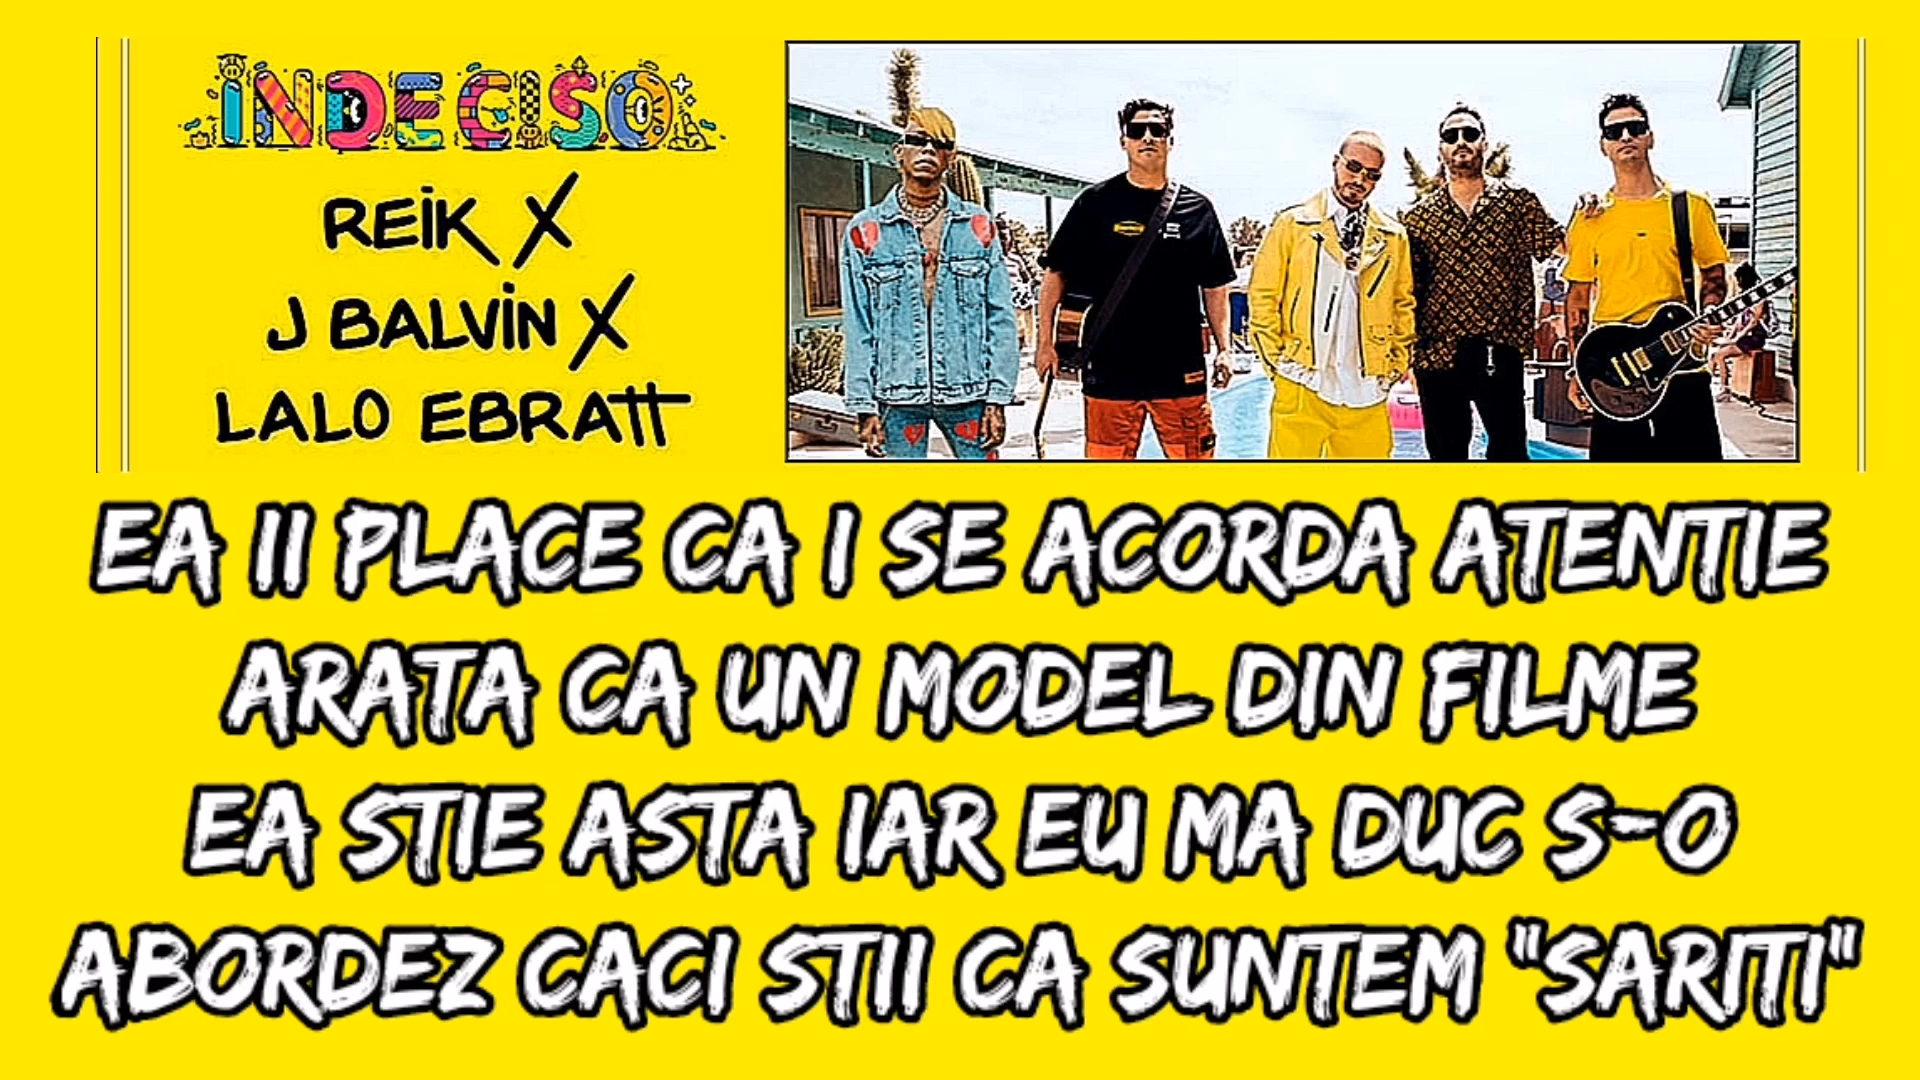 INDECISO
REIK X
J BALVIN X
LALO EBRATT
EA II PLACE CA I SE ACORDA ATENTIE
ARATA CA UN MODEL DIN FILME
EA STIE ASTA IAR EU MA DUC S-O
ABORDEZ CACI STII CA SUNTEM "SARITI"